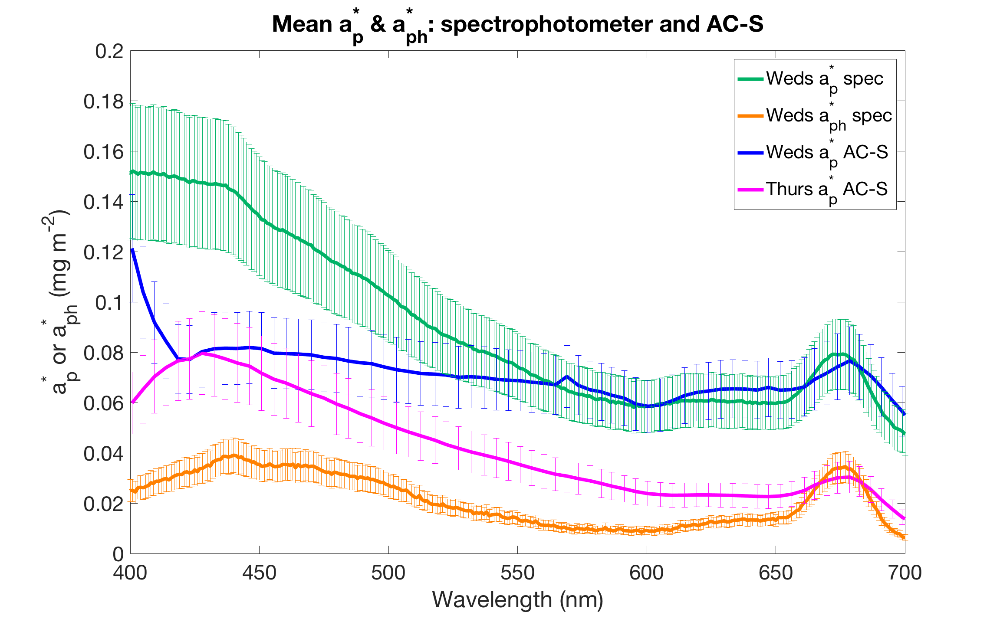 Mean a*p & a*ph: spectrophotometer and AC-S
0.2
0.18
0.16
0.14
0.12
0.1
0.08
0.06
0.04
0.02
0
a*p or a*ph (mg m-2)
Weds a*p spec
Weds a*ph spec
Weds a*p AC-S
Thurs a*p AC-S
400 450 500 550 600 650 700
Wavelength (nm)